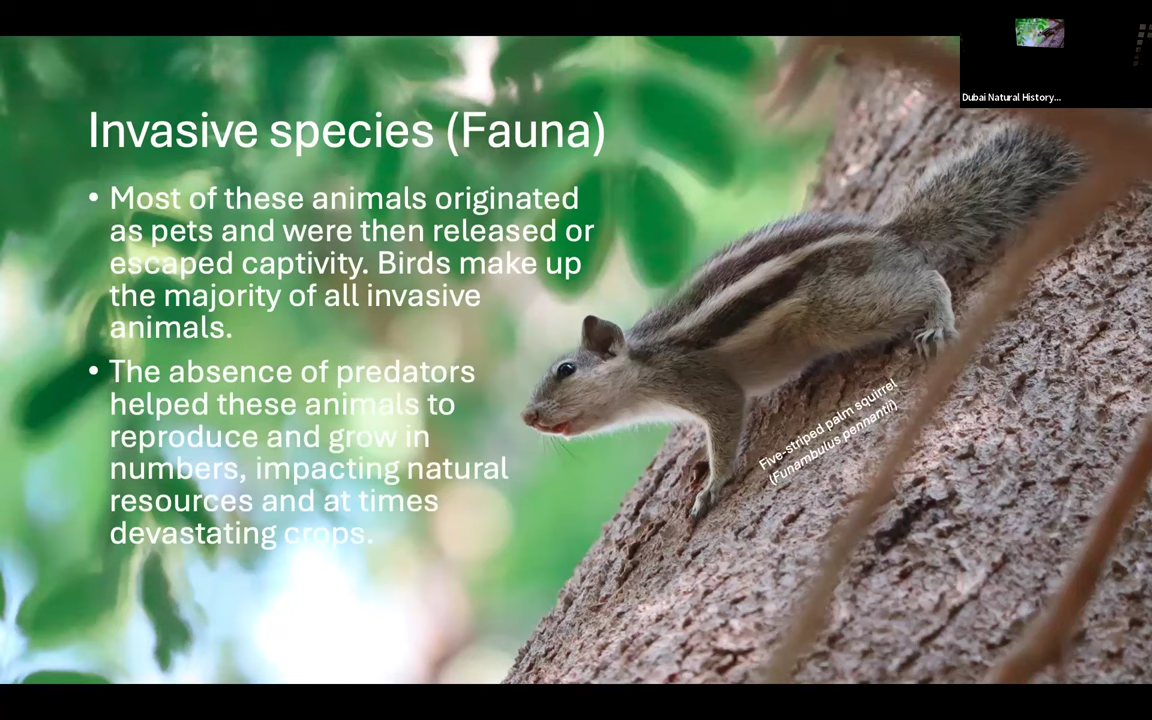 Dubai Natural History...
Invasive species (Fauna)
• Most of these animals originated
as pets and were then released or
escaped captivity. Birds make up
the majority of all invasive
animals.
• The absence of predators
helped these animals to
reproduce and grow in
numbers, impacting natural
resources and at times
devastating crops.
Five-striped palm squirrel
(Funambulus pennantii)